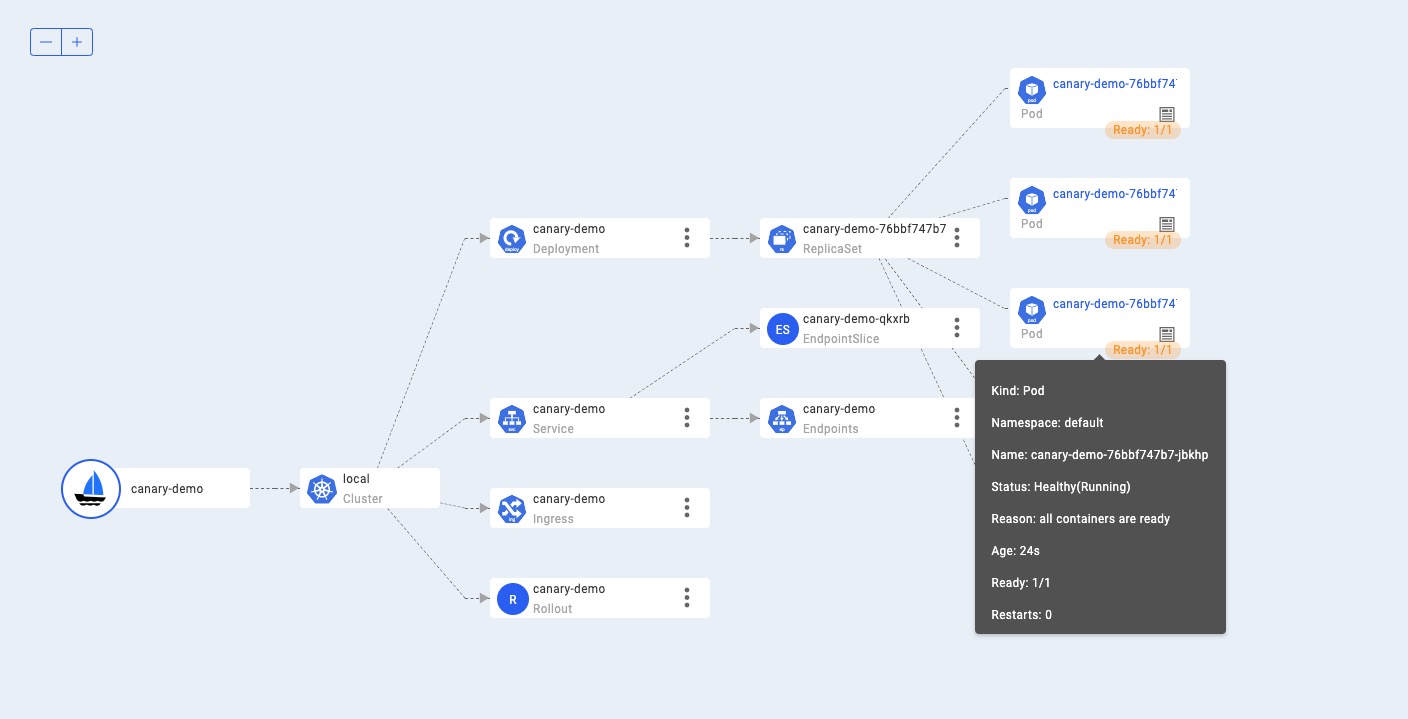 canary-demo
local
Cluster
canary-demo
Deployment
canary-demo
Service
canary-demo
Ingress
R
canary-demo
Rollout
canary-demo-76bbf747b7
ReplicaSet
ES
canary-demo-qkxrb
EndpointSlice
canary-demo
Endpoints
canary-demo-76bbf74
Pod
Ready: 1/1
canary-demo-76bbf74
Pod
Ready: 1/1
canary-demo-76bbf74
Pod
Ready: 1/1
Kind: Pod
Namespace: default
Name: canary-demo-76bbf747b7-jbkhp
Status: Healthy(Running)
Reason: all containers are ready
Age: 24s
Ready: 1/1
Restarts: 0